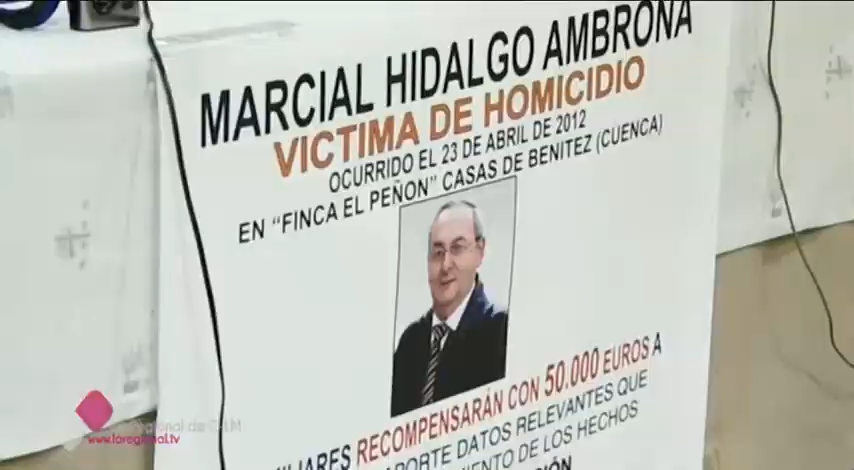 MARCIAL HIDALGO AMBRONA
VICTIMA DE HOMICIDIO
OCURRIDO EL 23 DE ABRIL DE 2012
EN “FINCA EL PEÑON” CASAS DE BENITEZ (CUENCA)
RECOMPENSARÁN CON 50.000 EUROS A
DATOS RELEVANTES QUE
DE LOS HECHOS
www.laregional.tv